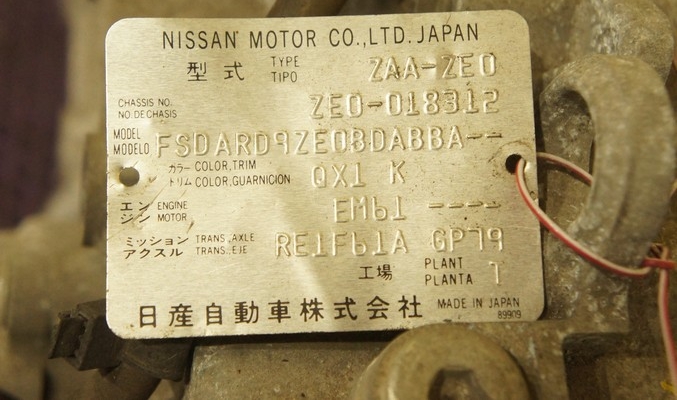 NISSAN MOTOR CO.,LTD. JAPAN
型式 TYPE TIPO ZAA-ZE0
CHASSIS NO. NO. DE CHASIS ZE0-018312
MODEL MODELO FSDARD9ZE0BDABBA--
カラー COLOR,TRIM トリム COLOR,GUARNICION QX1 K
エンジン ENGINE MOTOR EM61 ----
ミッション アクスル TRANS.,AXLE TRANS.,EJE RE1F61A GP79
工場 PLANT PLANTA 1
日産自動車株式会社 MADE IN JAPAN
89909